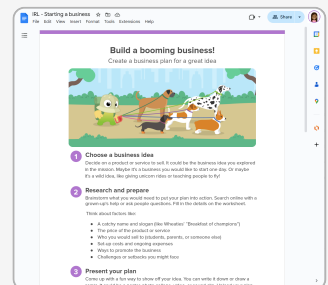 IRL - Starting a business
File Edit View Insert Format Tools Extensions Help
Share
Build a booming business!
Create a business plan for a great idea
1 Choose a business idea
Decide on a product or service to sell. It could be the business idea you explored
in the mission. Maybe it's a business you would like to start one day. Or maybe
it's a wild idea, like giving unicorn rides or teaching people to fly!
2 Research and prepare
Brainstorm what you would need to put your plan into action. Search online with a
grown-up's help or ask people questions. Fill in the details on the worksheet.
Think about factors like:
● A catchy name and slogan (like Wheaties' "Breakfast of champions")
● The price of the product or service
● Who you would sell to (students, parents, or someone else)
● Set-up costs and ongoing expenses
● Ways to promote the business
● Challenges or setbacks you might face
3 Present your plan
Come up with a fun way to show off your idea. You can write it down or draw a